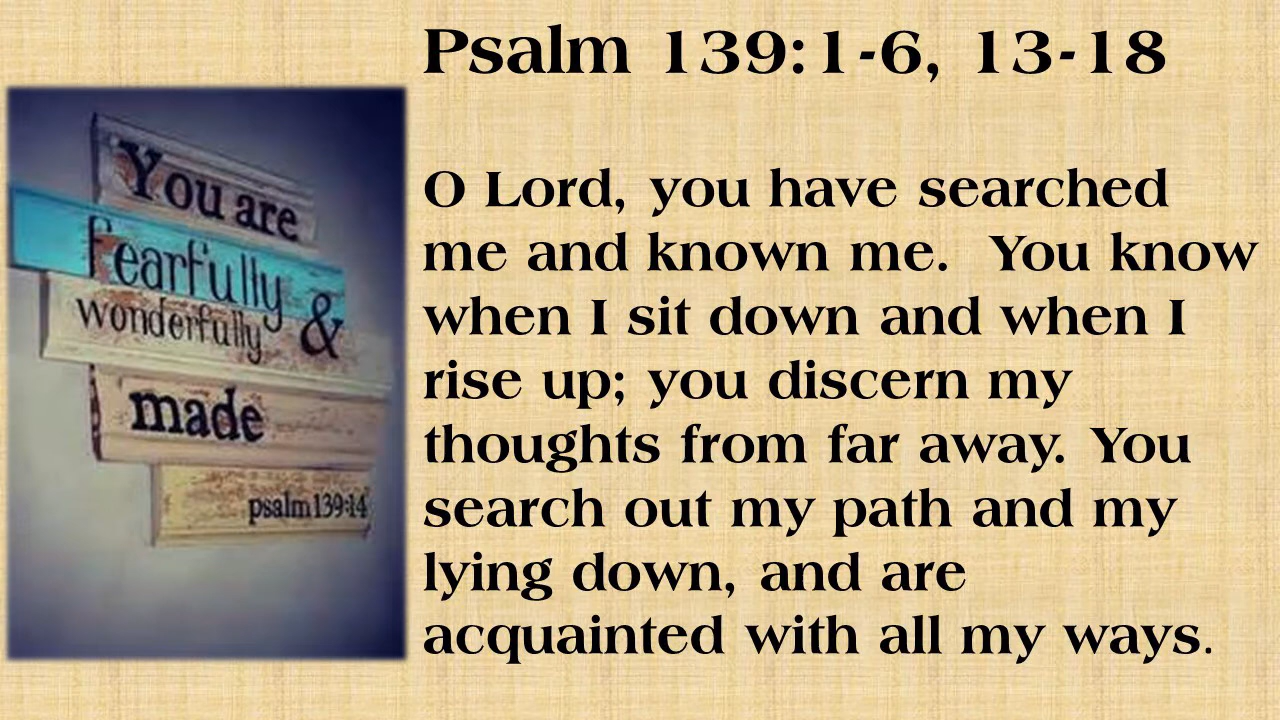 Psalm 139:1-6, 13-18
You are
fearfully
wonderfully &
made
psalm 139:14
O Lord, you have searched
me and known me.  You know
when I sit down and when I
rise up; you discern my
thoughts from far away. You
search out my path and my
lying down, and are
acquainted with all my ways.